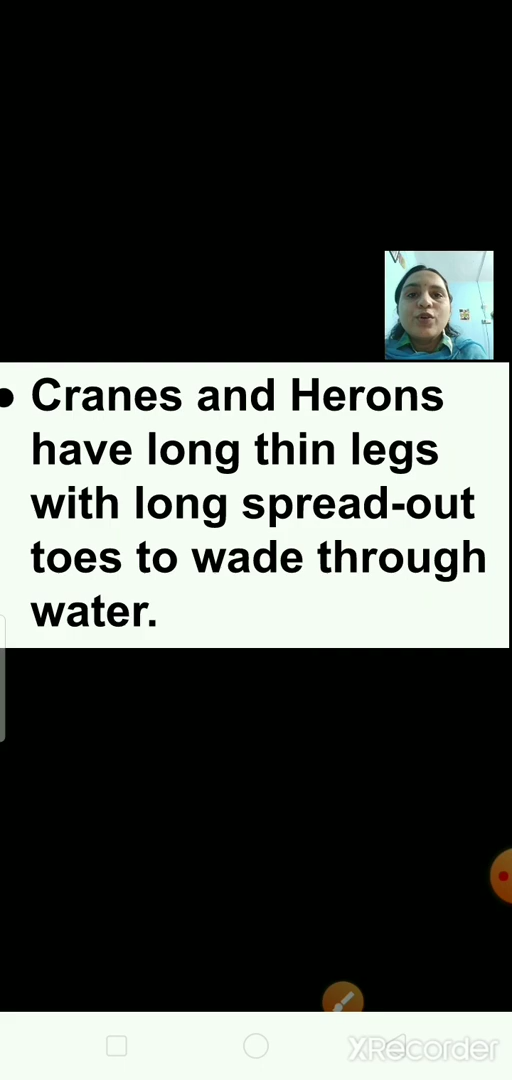 • Cranes and Herons
have long thin legs
with long spread-out
toes to wade through
water.
XRecorder